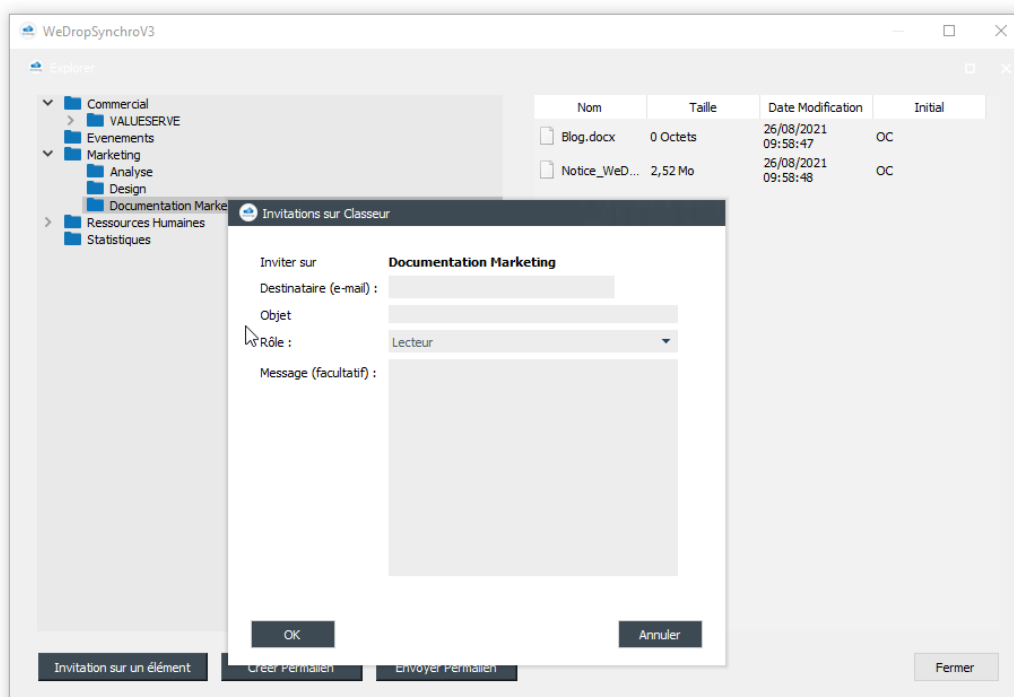 WeDropSynchroV3
Explorer
Commercial
VALUESERVE
Evenements
Marketing
Analyse
Design
Documentation Marke
Ressources Humaines
Statistiques
Nom Taille Date Modification Initial
Blog.docx 0 Octets 26/08/2021 09:58:47 OC
Notice_WeD... 2,52 Mo 26/08/2021 09:58:48 OC
Invitations sur Classeur
Inviter sur Documentation Marketing
Destinataire (e-mail) :
Objet
Rôle : Lecteur
Message (facultatif) :
OK Annuler
Invitation sur un élément Créer Permalien Envoyer Permalien Fermer